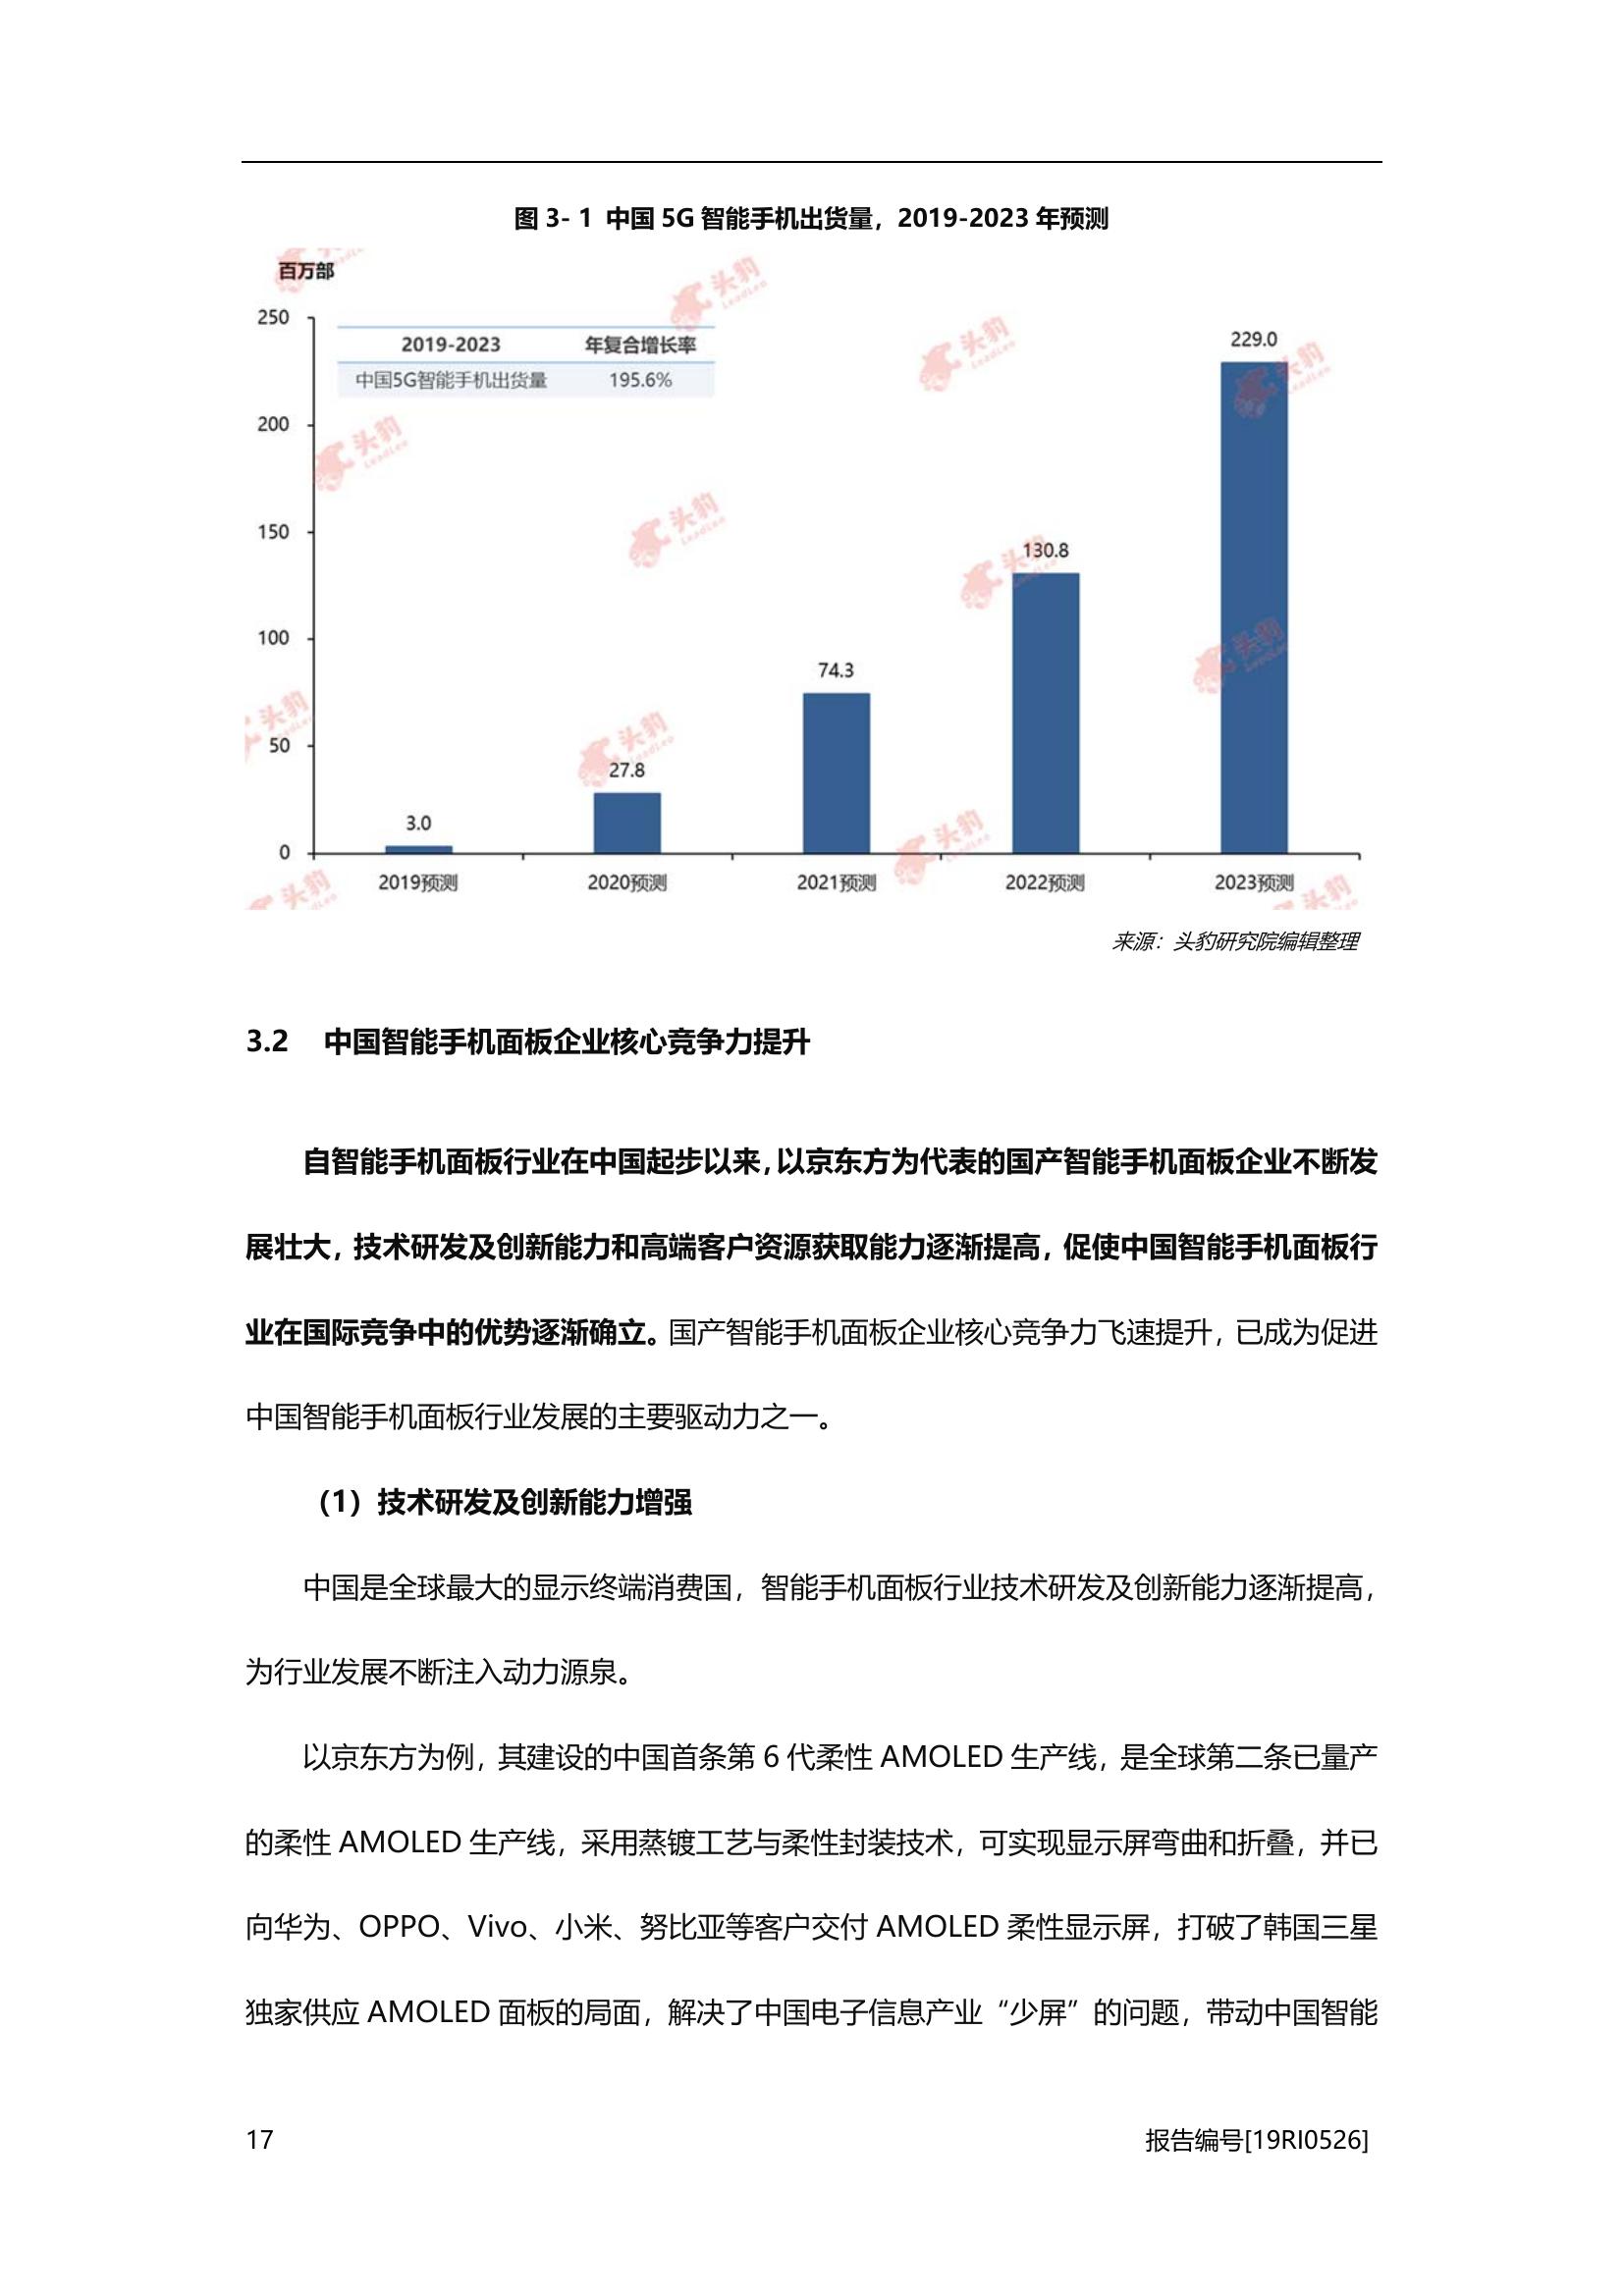 图 3- 1 中国 5G 智能手机出货量，2019-2023 年预测
百万部
250
200
150
100
50
0
2019-2023 年复合增长率
中国5G智能手机出货量 195.6%
3.0
27.8
74.3
130.8
229.0
2019预测 2020预测 2021预测 2022预测 2023预测
头豹 LeadLeo
来源：头豹研究院编辑整理
3.2 中国智能手机面板企业核心竞争力提升
自智能手机面板行业在中国起步以来，以京东方为代表的国产智能手机面板企业不断发
展壮大，技术研发及创新能力和高端客户资源获取能力逐渐提高，促使中国智能手机面板行
业在国际竞争中的优势逐渐确立。国产智能手机面板企业核心竞争力飞速提升，已成为促进
中国智能手机面板行业发展的主要驱动力之一。
（1）技术研发及创新能力增强
中国是全球最大的显示终端消费国，智能手机面板行业技术研发及创新能力逐渐提高，
为行业发展不断注入动力源泉。
以京东方为例，其建设的中国首条第 6 代柔性 AMOLED 生产线，是全球第二条已量产
的柔性 AMOLED 生产线，采用蒸镀工艺与柔性封装技术，可实现显示屏弯曲和折叠，并已
向华为、OPPO、Vivo、小米、努比亚等客户交付 AMOLED 柔性显示屏，打破了韩国三星
独家供应 AMOLED 面板的局面，解决了中国电子信息产业“少屏”的问题，带动中国智能
17 报告编号[19RI0526]